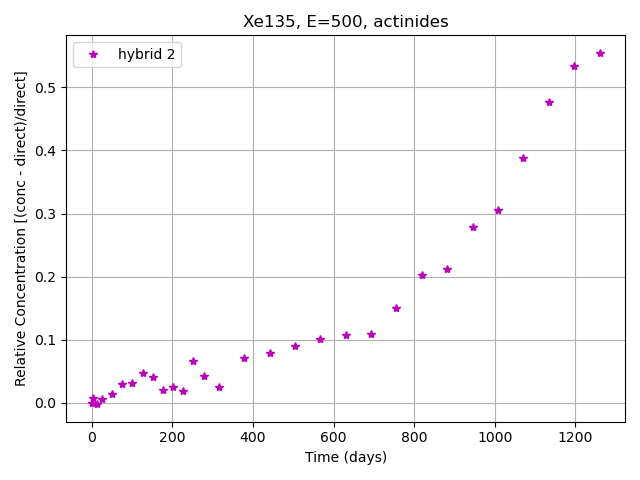 Xe135, E=500, actinides
hybrid 2
Relative Concentration [(conc - direct)/direct]
0.5
0.4
0.3
0.2
0.1
0.0
0 200 400 600 800 1000 1200
Time (days)